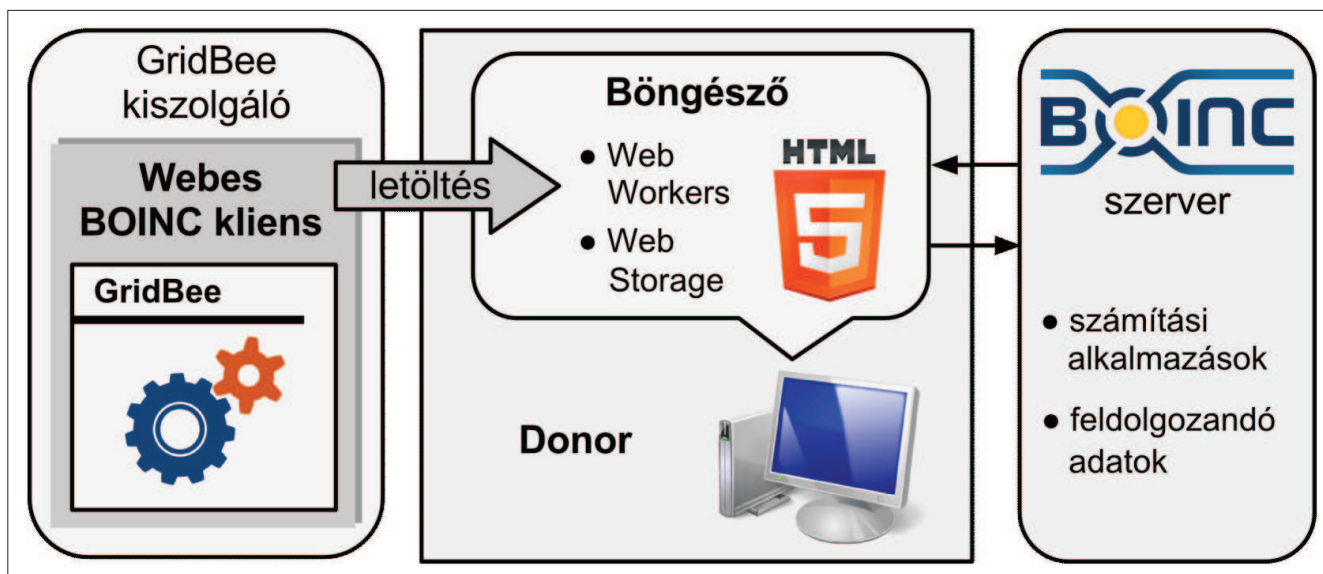 GridBee
kiszolgáló
Webes
BOINC kliens
GridBee
letöltés
Böngésző
● Web
Workers
● Web
Storage
HTML
5
Donor
BOINC
szerver
● számítási
alkalmazások
● feldolgozandó
adatok